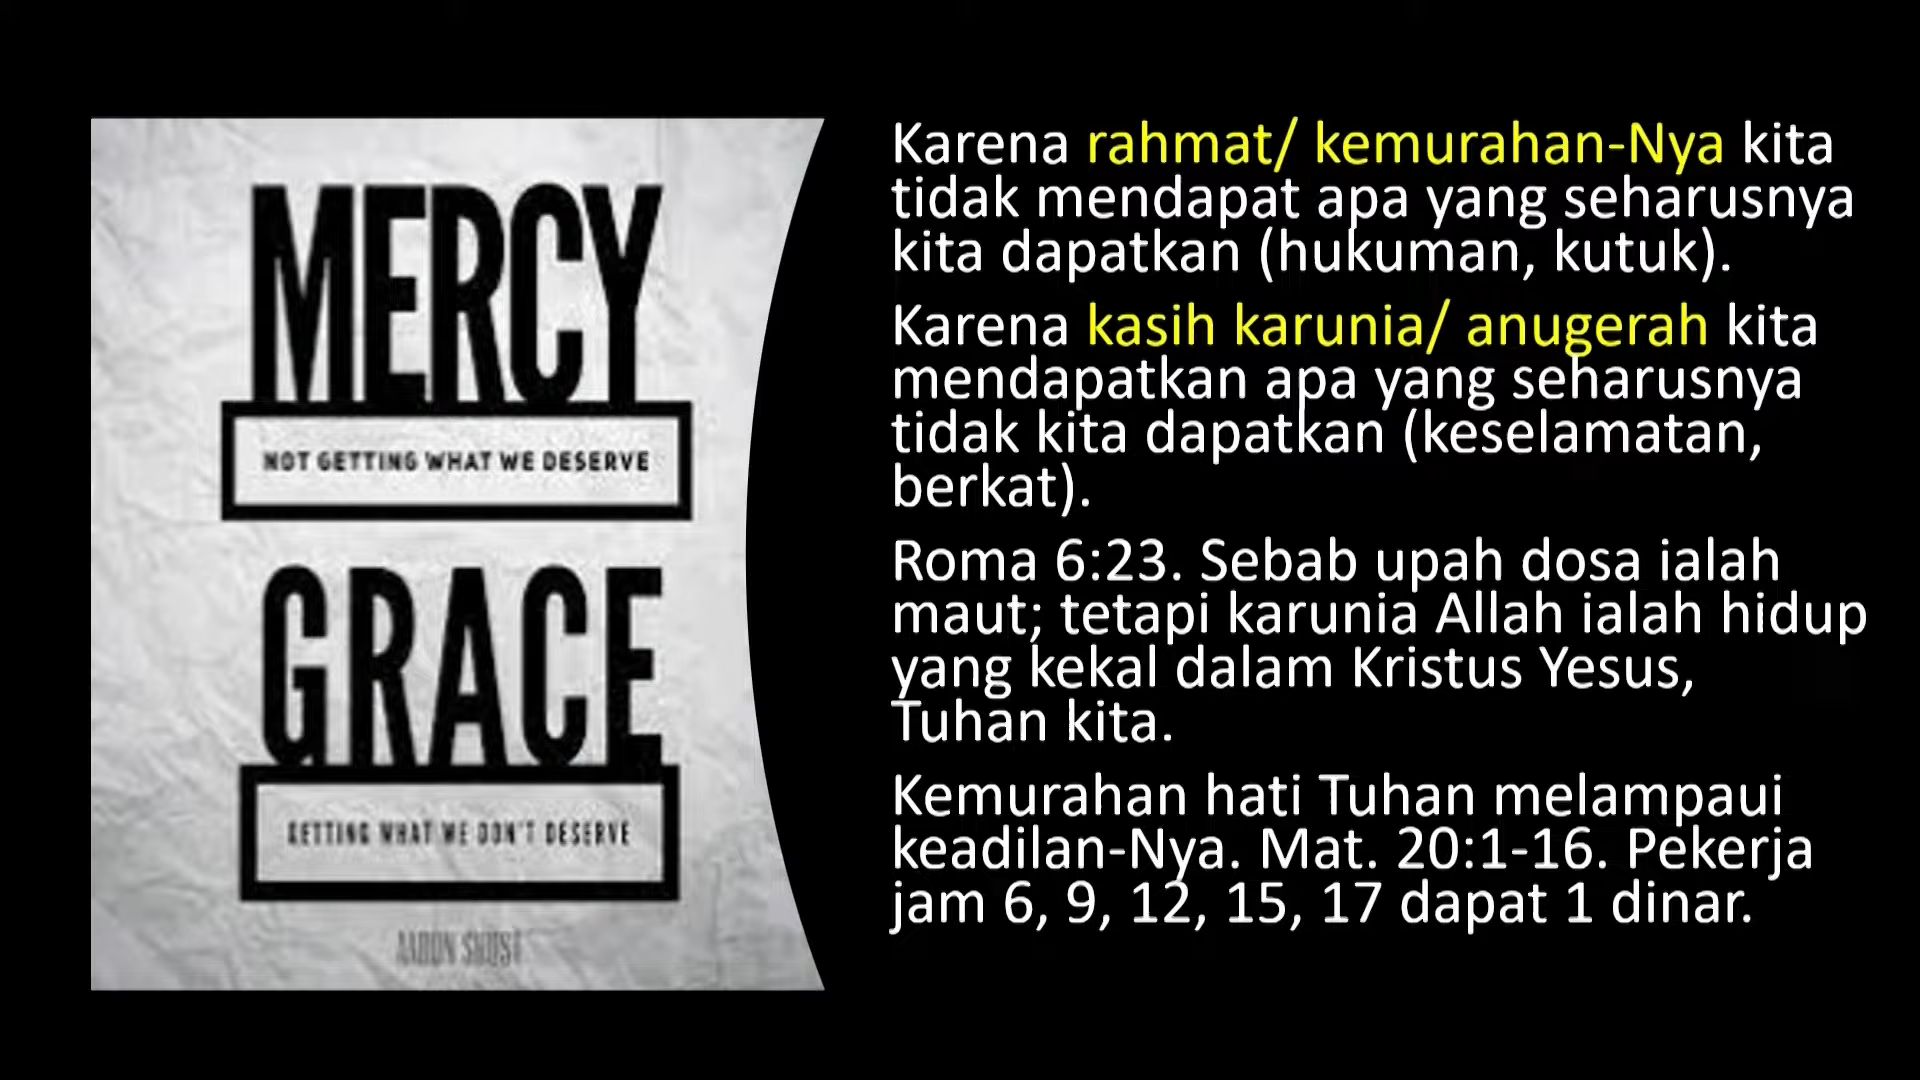 MERCY
NOT GETTING WHAT WE DESERVE
GRACE
GETTING WHAT WE DON'T DESERVE
Karena rahmat/ kemurahan-Nya kita
tidak mendapat apa yang seharusnya
kita dapatkan (hukuman, kutuk).
Karena kasih karunia/ anugerah kita
mendapatkan apa yang seharusnya
tidak kita dapatkan (keselamatan,
berkat).
Roma 6:23. Sebab upah dosa ialah
maut; tetapi karunia Allah ialah hidup
yang kekal dalam Kristus Yesus,
Tuhan kita.
Kemurahan hati Tuhan melampaui
keadilan-Nya. Mat. 20:1-16. Pekerja
jam 6, 9, 12, 15, 17 dapat 1 dinar.